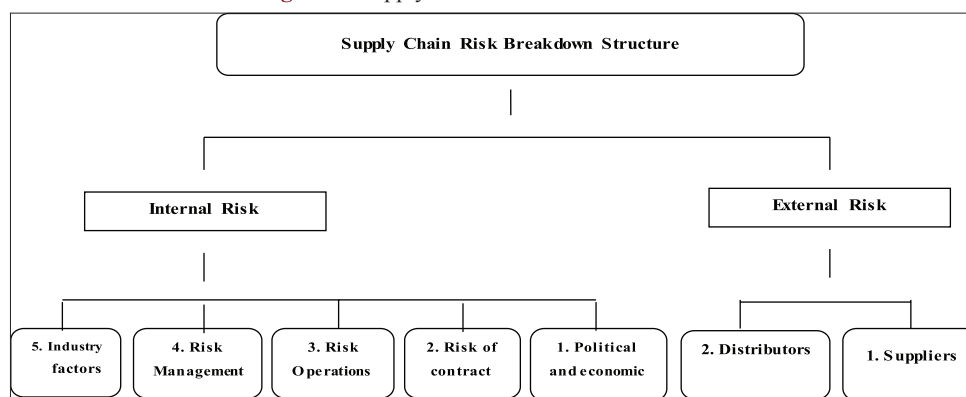 Supply Chain Risk Breakdown Structure
Internal Risk
External Risk
5. Industry
factors
4. Risk
Management
3. Risk
Operations
2. Risk of
contract
1. Political
and economic
2. Distributors
1. Suppliers